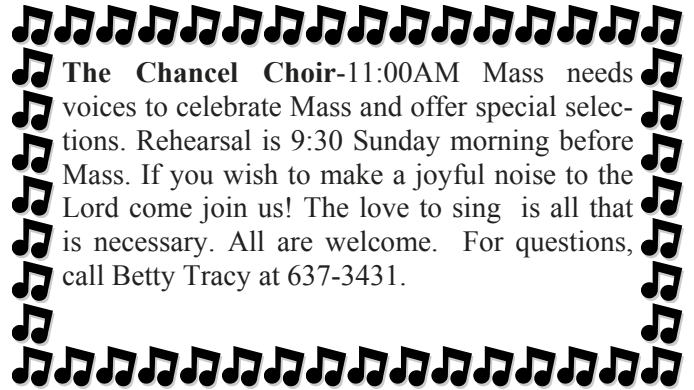 The Chancel Choir-11:00AM Mass needs
voices to celebrate Mass and offer special selec-
tions. Rehearsal is 9:30 Sunday morning before
Mass. If you wish to make a joyful noise to the
Lord come join us! The love to sing  is all that
is necessary. All are welcome.  For questions,
call Betty Tracy at 637-3431.